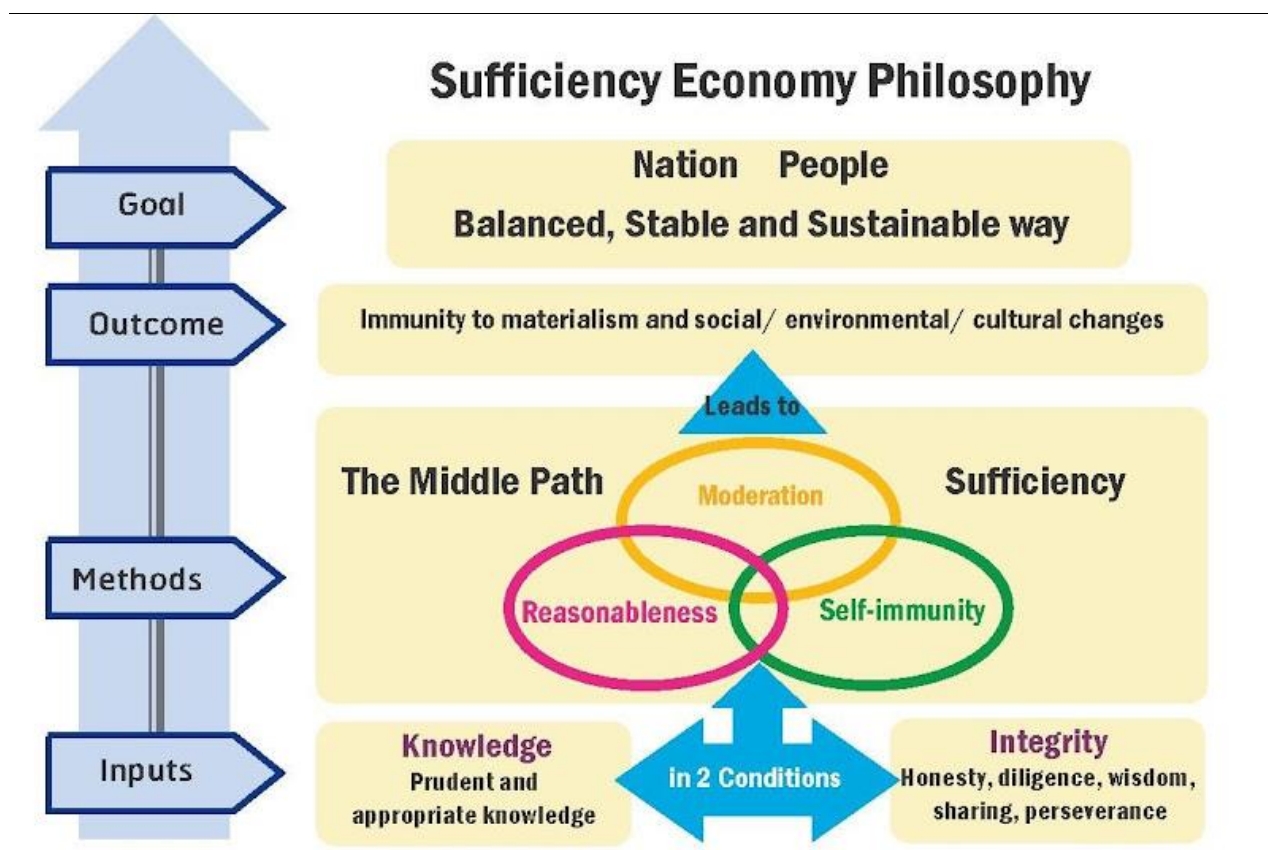 Sufficiency Economy Philosophy
Goal
Nation People
Balanced, Stable and Sustainable way
Outcome
Immunity to materialism and social/ environmental/ cultural changes
Leads to
The Middle Path
Sufficiency
Moderation
Methods
Reasonableness
Self-immunity
Inputs
Knowledge
Prudent and
appropriate knowledge
in 2 Conditions
Integrity
Honesty, diligence, wisdom,
sharing, perseverance